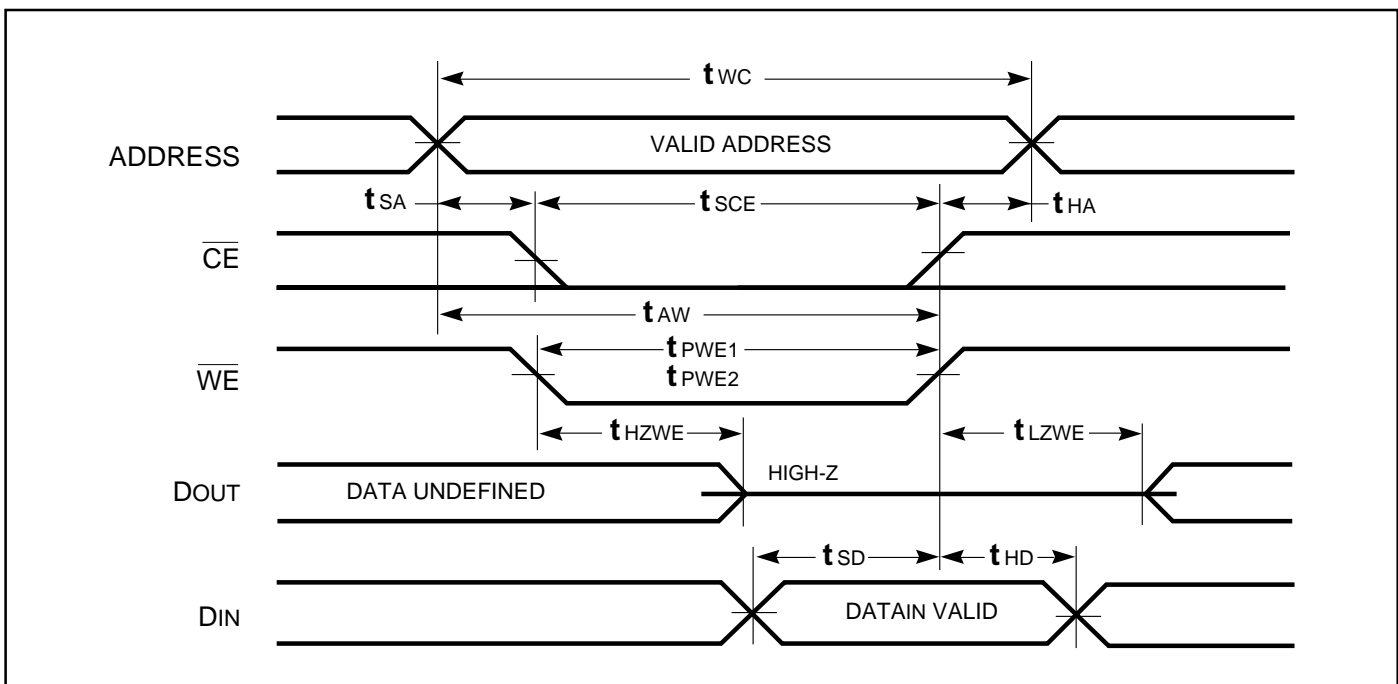 tWC
ADDRESS
VALID ADDRESS
tSA
tSCE
tHA
CE
tAW
WE
tPWE1
tPWE2
tHZWE
tLZWE
DOUT
DATA UNDEFINED
HIGH-Z
tSD
tHD
DIN
DATAIN VALID